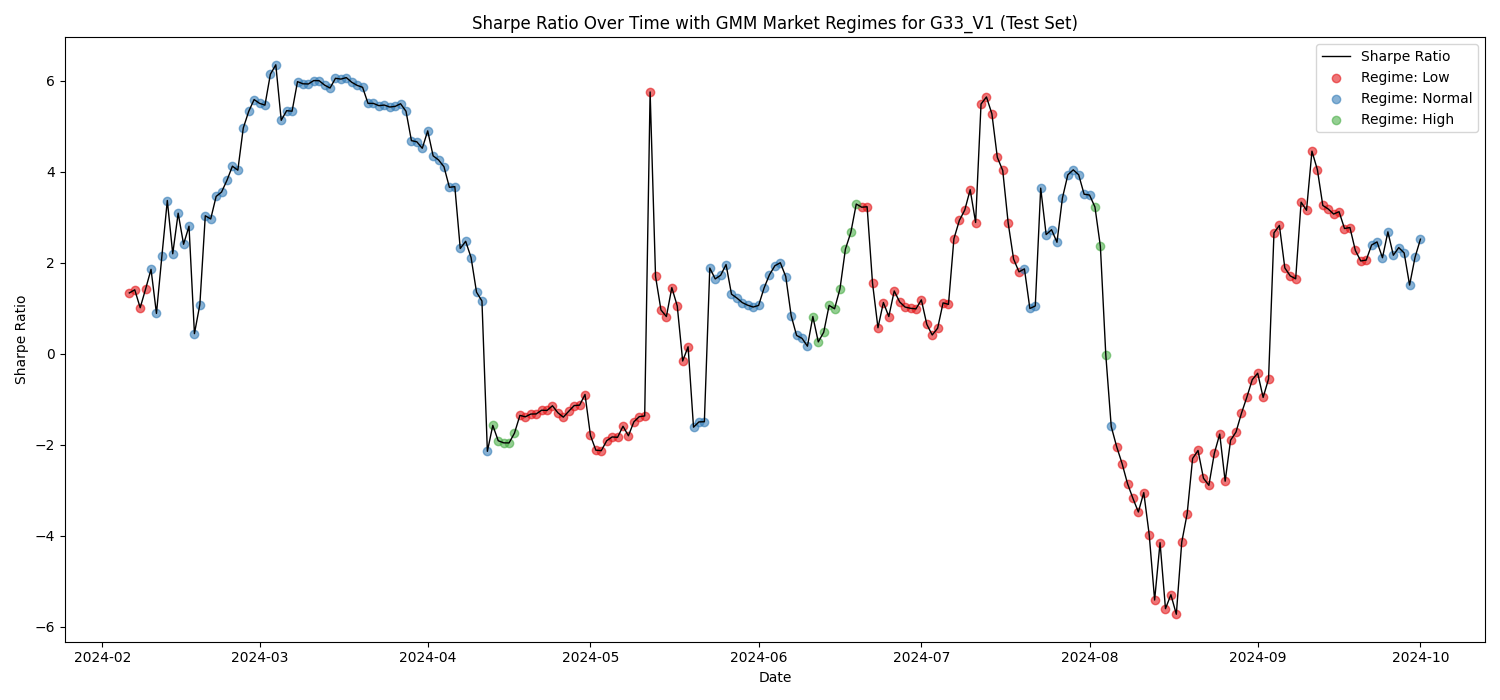 Sharpe Ratio Over Time with GMM Market Regimes for G33_V1 (Test Set)
Sharpe Ratio
Regime: Low
Regime: Normal
Regime: High
Sharpe Ratio
6
4
2
0
−2
−4
−6
2024-02 2024-03 2024-04 2024-05 2024-06 2024-07 2024-08 2024-09 2024-10
Date